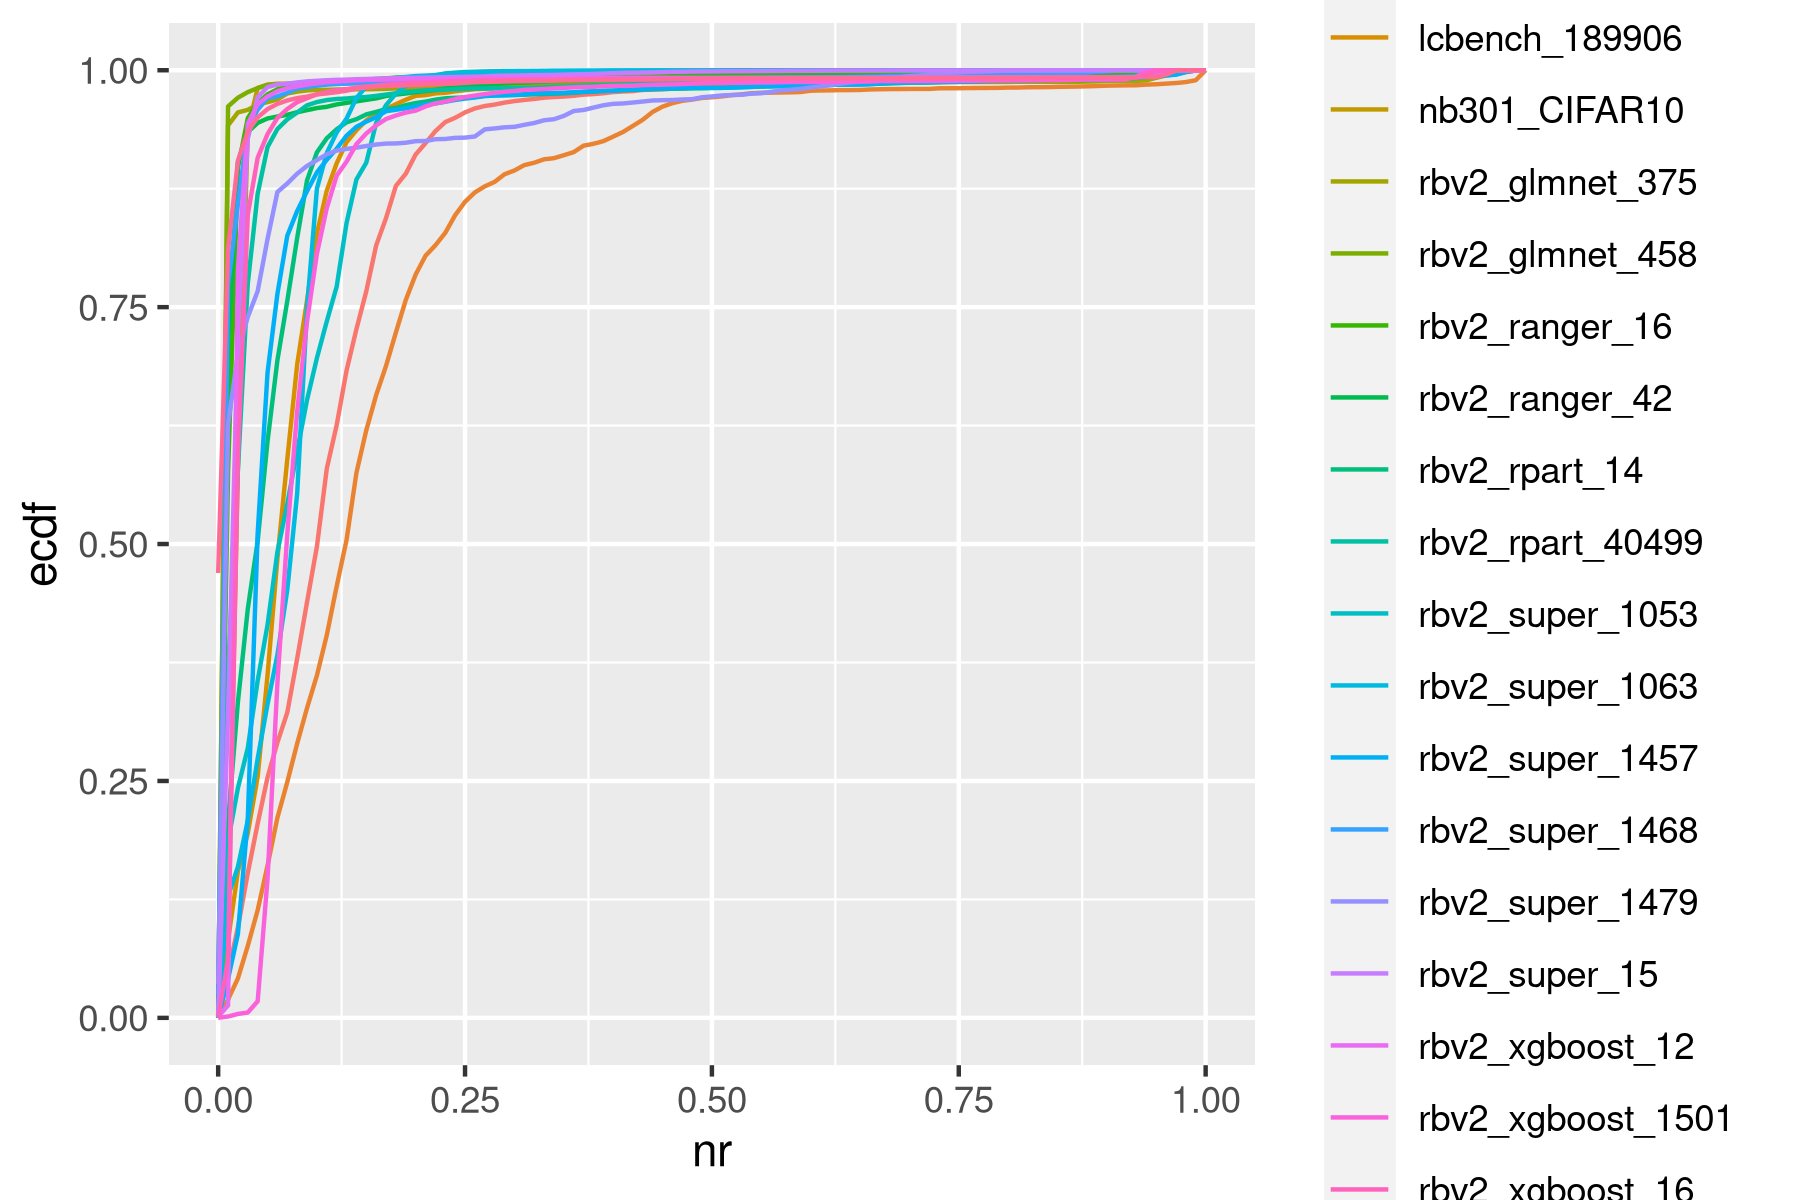 1.00
0.75
0.50
0.25
0.00
ecdf
0.00 0.25 0.50 0.75 1.00
nr
lcbench_189906
nb301_CIFAR10
rbv2_glmnet_375
rbv2_glmnet_458
rbv2_ranger_16
rbv2_ranger_42
rbv2_rpart_14
rbv2_rpart_40499
rbv2_super_1053
rbv2_super_1063
rbv2_super_1457
rbv2_super_1468
rbv2_super_1479
rbv2_super_15
rbv2_xgboost_12
rbv2_xgboost_1501
rbv2_xgboost_16